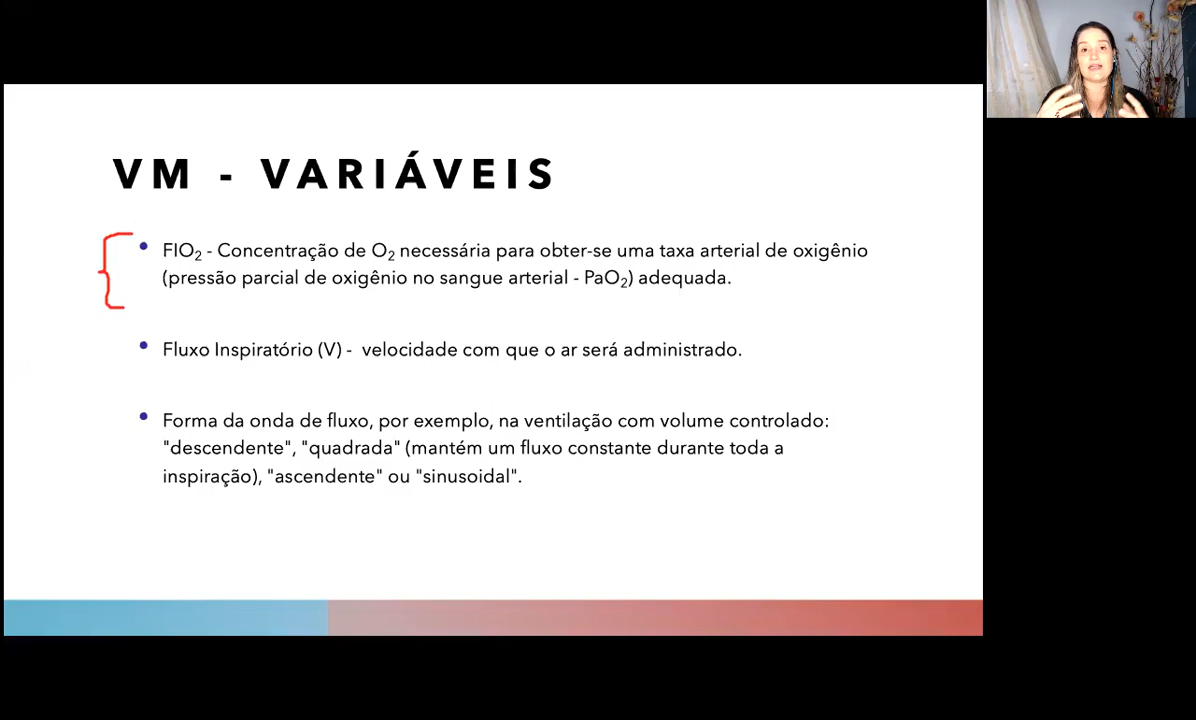 VM - VARIÁVEIS
• FIO₂ - Concentração de O₂ necessária para obter-se uma taxa arterial de oxigênio
(pressão parcial de oxigênio no sangue arterial - PaO₂) adequada.
• Fluxo Inspiratório (V) - velocidade com que o ar será administrado.
• Forma da onda de fluxo, por exemplo, na ventilação com volume controlado:
"descendente", "quadrada" (mantém um fluxo constante durante toda a
inspiração), "ascendente" ou "sinusoidal".